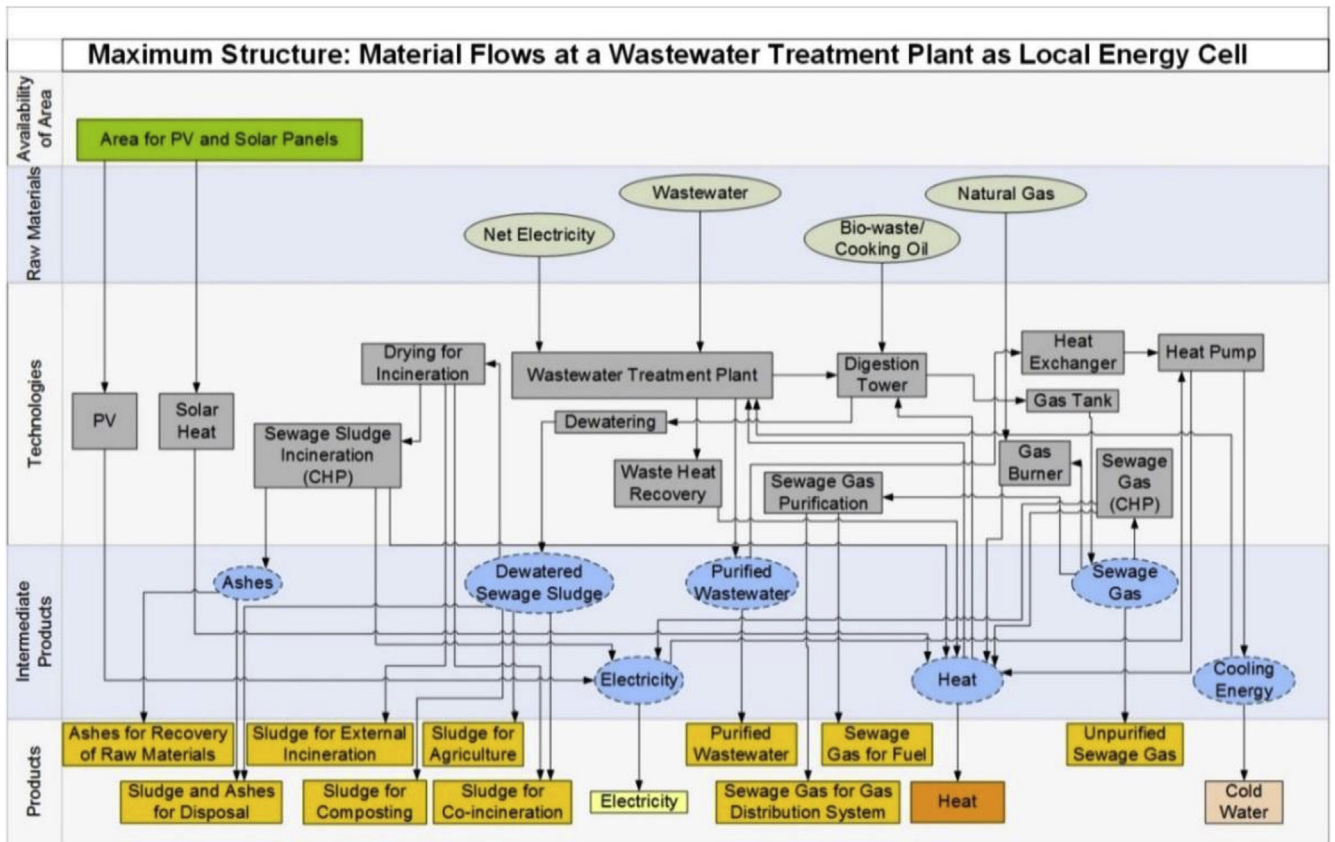 Maximum Structure: Material Flows at a Wastewater Treatment Plant as Local Energy Cell
Availability
of Area
Area for PV and Solar Panels
Raw Materials
Wastewater
Natural Gas
Net Electricity
Bio-waste/
Cooking Oil
Technologies
Drying for
Incineration
Wastewater Treatment Plant
Digestion
Tower
Heat
Exchanger
Heat Pump
Gas Tank
PV
Solar
Heat
Dewatering
Sewage Sludge
Incineration
(CHP)
Waste Heat
Recovery
Sewage Gas
Purification
Gas
Burner
Sewage
Gas
(CHP)
Intermediate
Products
Ashes
Dewatered
Sewage Sludge
Purified
Wastewater
Sewage
Gas
Electricity
Heat
Cooling
Energy
Products
Ashes for Recovery
of Raw Materials
Sludge for External
Incineration
Sludge for
Agriculture
Purified
Wastewater
Sewage
Gas for Fuel
Unpurified
Sewage Gas
Sludge and Ashes
for Disposal
Sludge for
Composting
Sludge for
Co-incineration
Electricity
Sewage Gas for Gas
Distribution System
Heat
Cold
Water